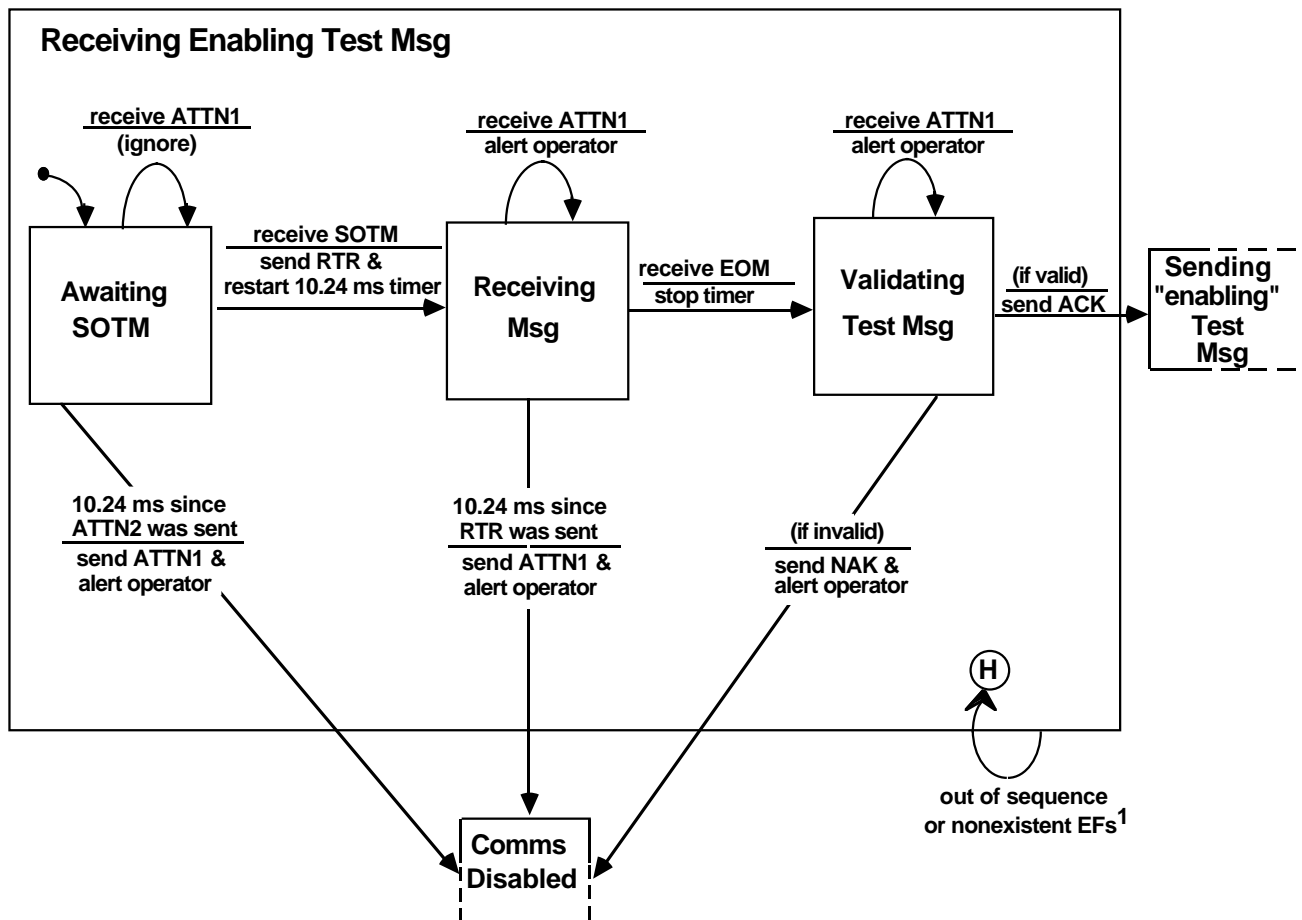 Receiving Enabling Test Msg
receive ATTN1
(ignore)
receive ATTN1
alert operator
receive ATTN1
alert operator
Awaiting
SOTM
receive SOTM
send RTR &
restart 10.24 ms timer
Receiving
Msg
receive EOM
stop timer
Validating
Test Msg
(if valid)
send ACK
Sending
"enabling"
Test
Msg
10.24 ms since
ATTN2 was sent
send ATTN1 &
alert operator
10.24 ms since
RTR was sent
send ATTN1 &
alert operator
(if invalid)
send NAK &
alert operator
H
out of sequence
or nonexistent EFs1
Comms
Disabled